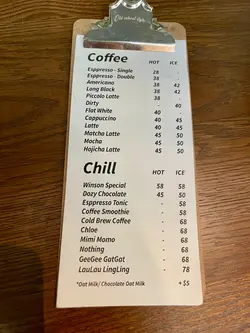 Coffee HOT ICE
Espresso - Single 28 -
Espresso - Double 38 -
Americano 38 42
Long Black 38 42
Piccolo Latte 38 -
Dirty - 40
Flat White 40 -
Cappuccino 40 45
Latte 40 45
Matcha Latte 45 50
Mocha 45 50
Hojicha Latte 45 50
Chill HOT ICE
Winson Special 58 58
Dozy Chocolate 45 50
Espresso Tonic - 58
Coffee Smoothie - 58
Cold Brew Coffee - 68
Chloe - 68
Mimi Momo - 68
Nothing - 68
GeeGee GatGat - 68
LauLau LingLing - 78
*Oat Milk/ Chocolate Oat Milk + $5